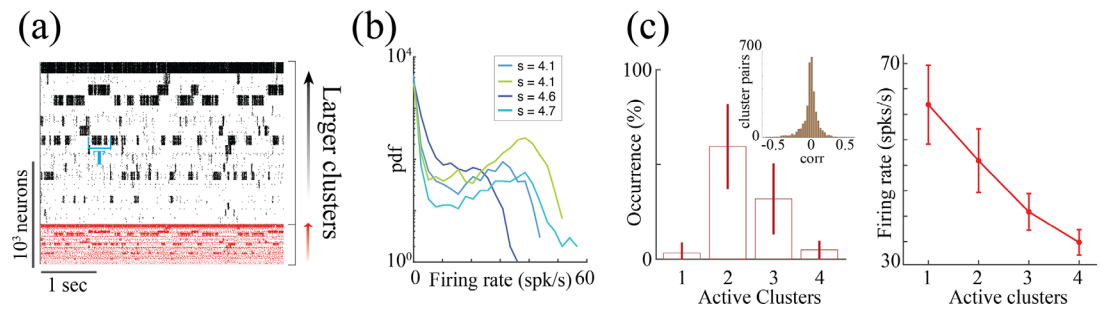 (a)
T
Larger clusters
10³ neurons
1 sec
(b)
10⁴
pdf
10⁰
0 Firing rate (spk/s) 60
s = 4.1
s = 4.1
s = 4.6
s = 4.7
(c)
100
Occurrence (%)
0
1 2 3 4
Active Clusters
700
cluster pairs
0
-0.5 0 0.5
corr
70
Firing rate (spks/s)
30
1 2 3 4
Active clusters